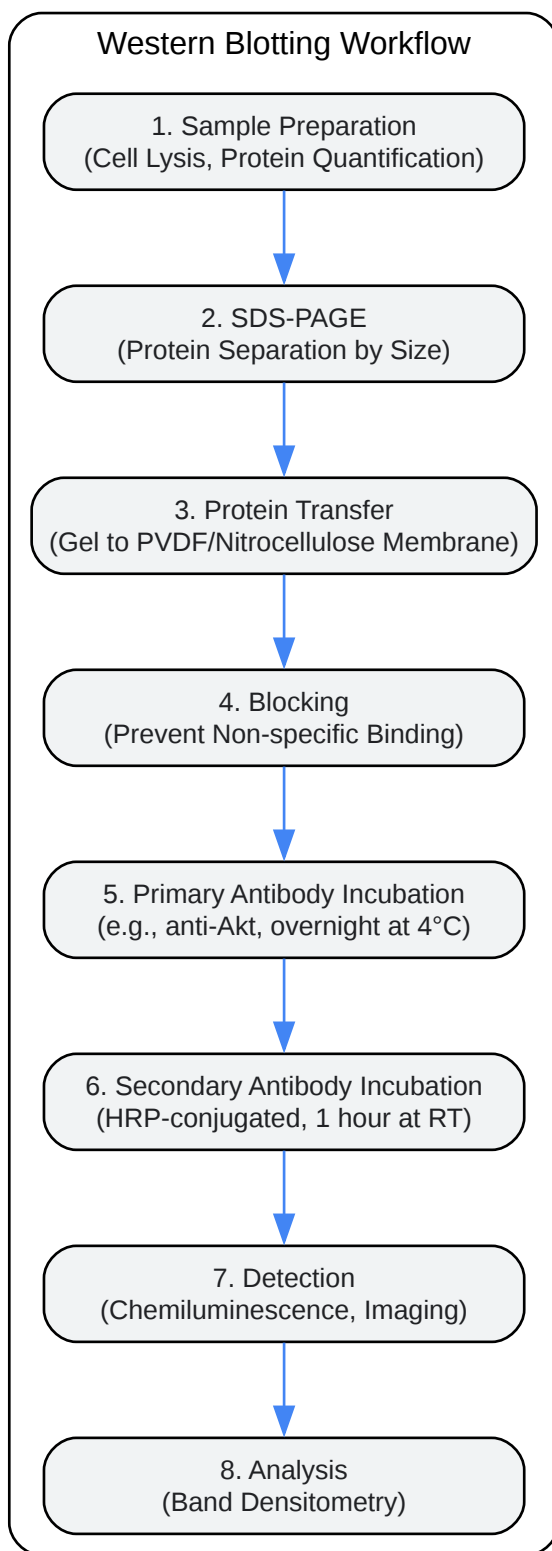 Western Blotting Workflow
1. Sample Preparation
(Cell Lysis, Protein Quantification)
2. SDS-PAGE
(Protein Separation by Size)
3. Protein Transfer
(Gel to PVDF/Nitrocellulose Membrane)
4. Blocking
(Prevent Non-specific Binding)
5. Primary Antibody Incubation
(e.g., anti-Akt, overnight at 4°C)
6. Secondary Antibody Incubation
(HRP-conjugated, 1 hour at RT)
7. Detection
(Chemiluminescence, Imaging)
8. Analysis
(Band Densitometry)